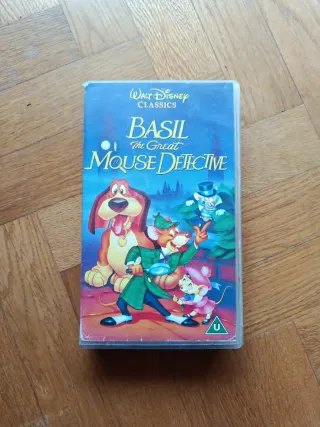 WALT DISNEY
CLASSICS
BASIL
The Great
MOUSE DETECTIVE
U